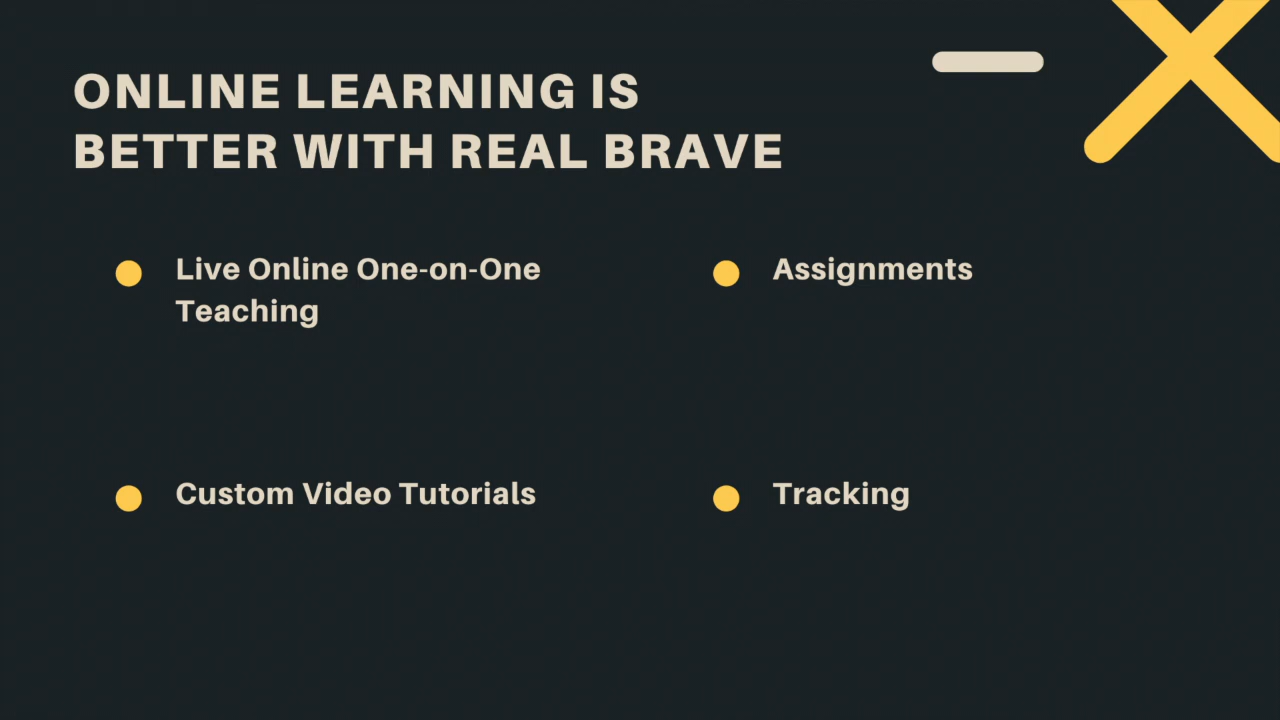 ONLINE LEARNING IS
BETTER WITH REAL BRAVE
Live Online One-on-One
Teaching
Assignments
Custom Video Tutorials
Tracking